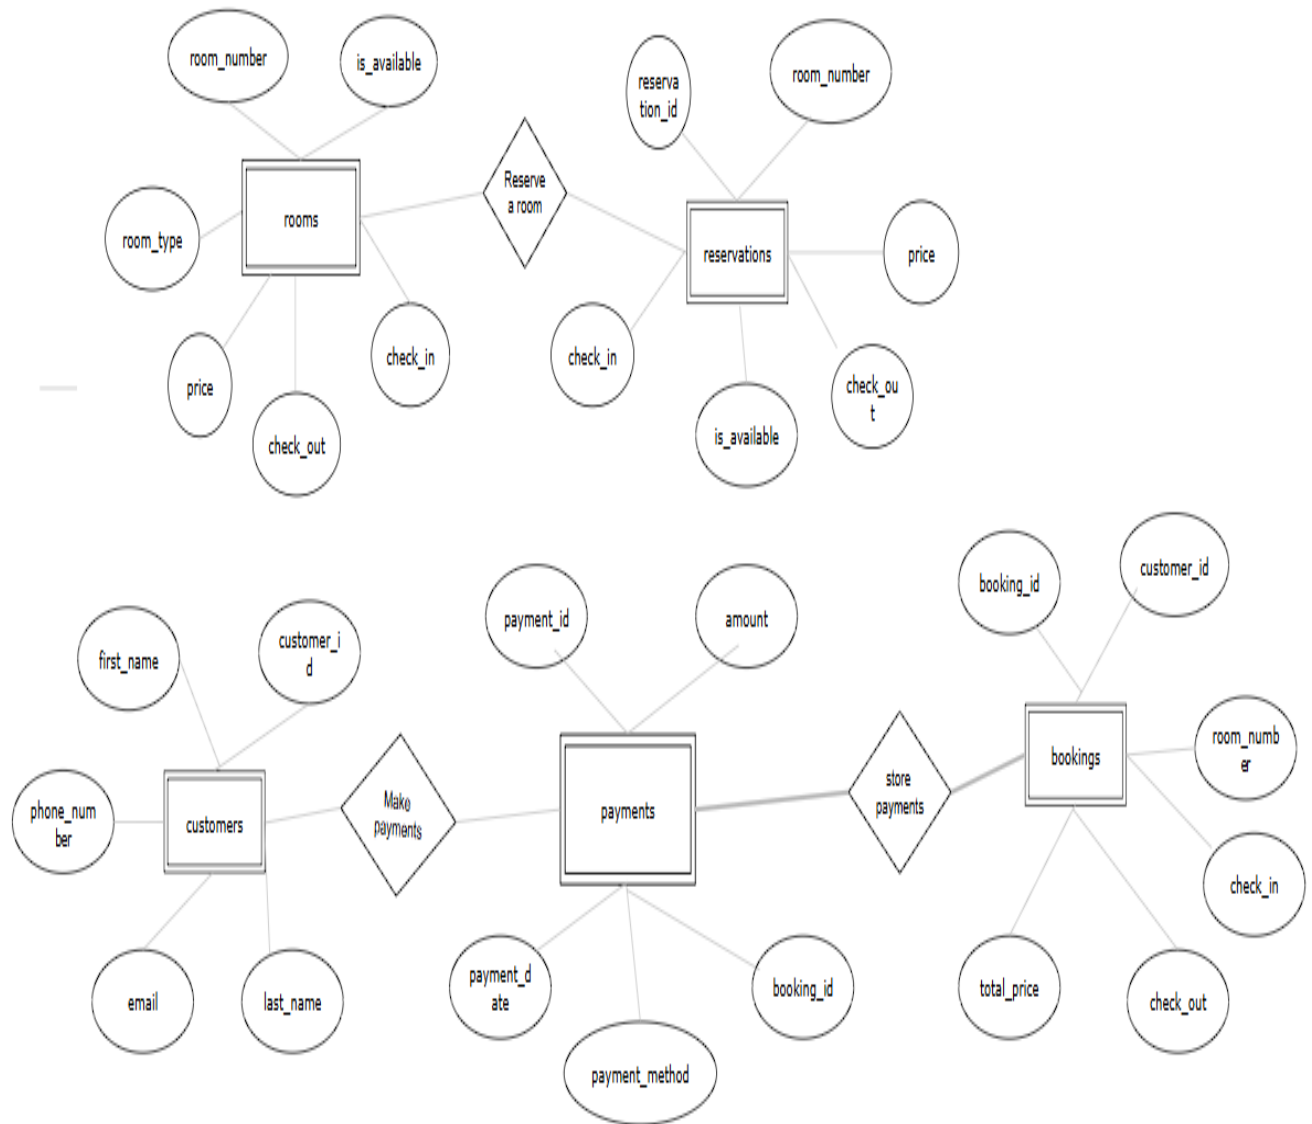 room_number
is_available
reserva
tion_id
room_number
Reserve
a room
rooms
room_type
reservations
price
check_in
check_in
price
check_out
check_ou
t
is_available
booking_id
customer_id
payment_id
amount
first_name
customer_i
d
room_numb
er
bookings
store
payments
Make
payments
payments
phone_num
ber
customers
check_in
payment_d
ate
booking_id
total_price
check_out
email
last_name
payment_method